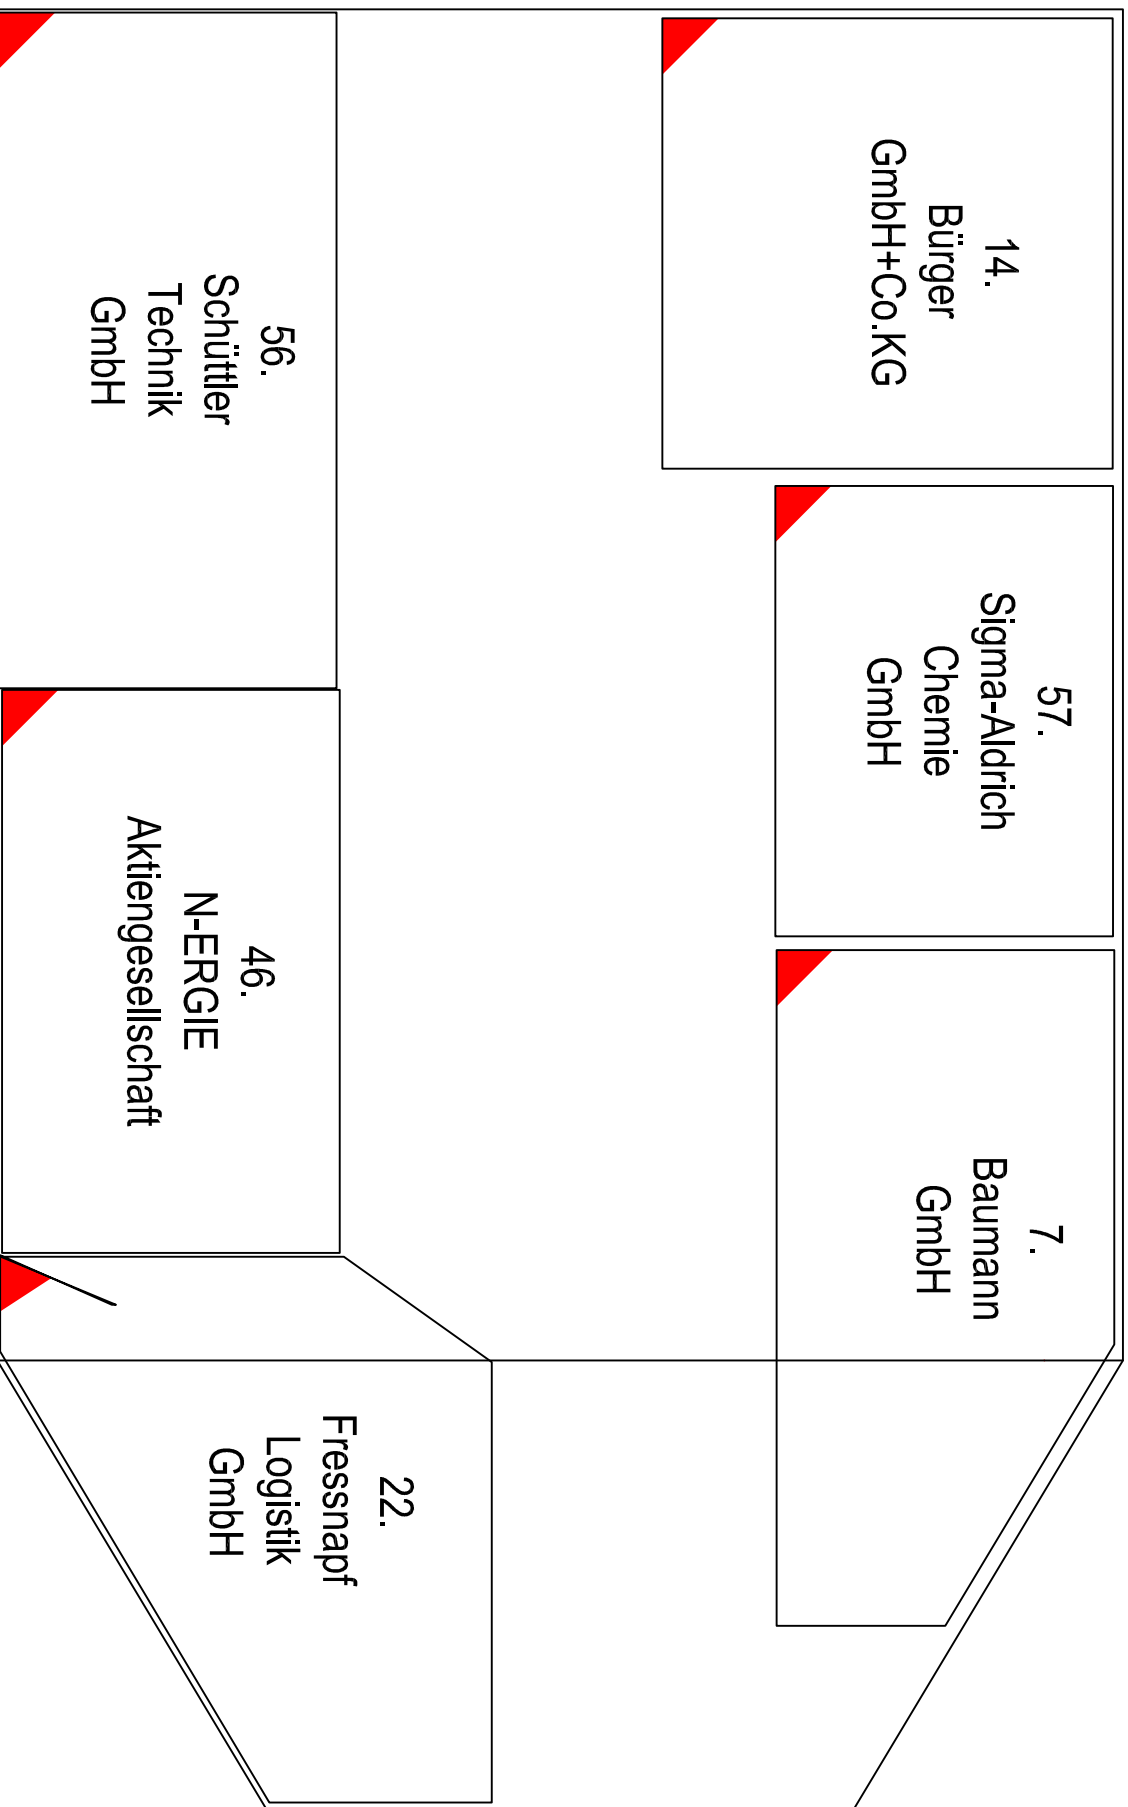 14.
Bürger
GmbH+Co.KG
57.
Sigma-Aldrich
Chemie
GmbH
7.
Baumann
GmbH
56.
Schüttler
Technik
GmbH
46.
N-ERGIE
Aktiengesellschaft
22.
Fressnapf
Logistik
GmbH